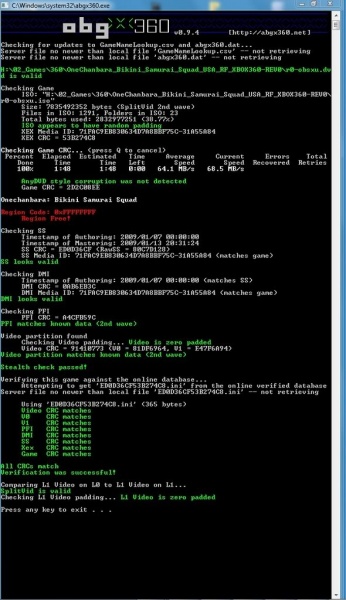 C:\Windows\system32\abgx360.exe
abgx360
v0.9.4 [http://abgx360.net]
Checking for updates to GameNameLookup.csv and abgx360.dat...
Server file no newer than local file 'GameNameLookup.csv' -- not retrieving
Server file no newer than local file 'abgx360.dat' -- not retrieving
H:\02_Games\360\OneChanbara_Bikini_Samurai_Squad_USA_RF_XBOX360-REVO\r0-obsxu.dv
d is valid
Checking Game
ISO: "H:\02_Games\360\OneChanbara_Bikini_Samurai_Squad_USA_RF_XBOX360-REVO\
r0-obsxu.iso"
Size: 7835492352 bytes (SplitVid 2nd wave)
Files in ISO: 1291, Folders in ISO: 23
Total bytes used: 2832977251 (38.77%)
ISO appears to have random padding
XEX Media ID: 71FAC9EB830634D7A8BBF75C-31A55A84
XEX CRC = 53B274C8
Checking Game CRC... (press Q to cancel)
Percent Elapsed Estimated Time Average Current Errors Total
Done Time Time Left Speed Speed Recovered Retries
100% 1:48 1:48 0:00 64.1 MB/s 68.5 MB/s
AnyDVD style corruption was not detected
Game CRC = 2D2C08EE
Onechanbara: Bikini Samurai Squad
Region Code: 0xFFFFFFFF
Region Free!
Checking SS
Timestamp of Authoring: 2009/01/07 00:00:00
Timestamp of Mastering: 2009/01/13 20:31:24
SS CRC = ED0D36CF (RawSS = 80C7D128)
SS Media ID: 71FAC9EB830634D7A8BBF75C-31A55A84 (matches game)
SS looks valid
Checking DMI
Timestamp of Authoring: 2009/01/07 00:00:00 (matches SS)
DMI CRC = 0AB6EB3C
DMI Media ID: 71FAC9EB830634D7A8BBF75C-31A55A84 (matches game)
DMI looks valid
Checking PFI
PFI CRC = A4CFB59C
PFI matches known data (2nd wave)
Video partition found
Checking Video padding... Video is zero padded
Video CRC = 91410773 (V0 = 81DF6964, V1 = E47F6A94)
Video partition matches known data (2nd wave)
Stealth check passed!
Verifying this game against the online database...
Attempting to get 'ED0D36CF53B274C8.ini' from the online verified database
Server file no newer than local file 'ED0D36CF53B274C8.ini' -- not retrieving
Using 'ED0D36CF53B274C8.ini' (365 bytes)
Video CRC matches
V0 CRC matches
V1 CRC matches
PFI CRC matches
DMI CRC matches
SS CRC matches
Xex CRC matches
Game CRC matches
All CRCs match
Verification was successful!
Comparing L1 Video on L0 to L1 Video on L1...
SplitVid is valid
Checking L1 Video padding... L1 Video is zero padded
Press any key to exit . . .